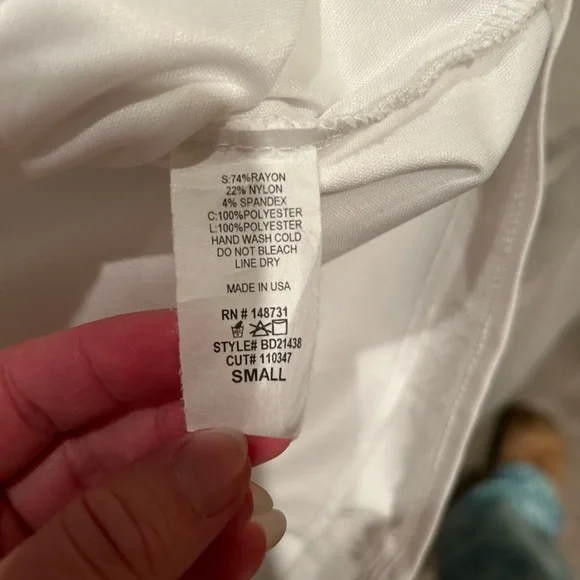 S:74%RAYON
22% NYLON
4% SPANDEX
C:100%POLYESTER
L:100%POLYESTER
HAND WASH COLD
DO NOT BLEACH
LINE DRY
MADE IN USA
RN # 148731
STYLE# BD21438
CUT# 110347
SMALL